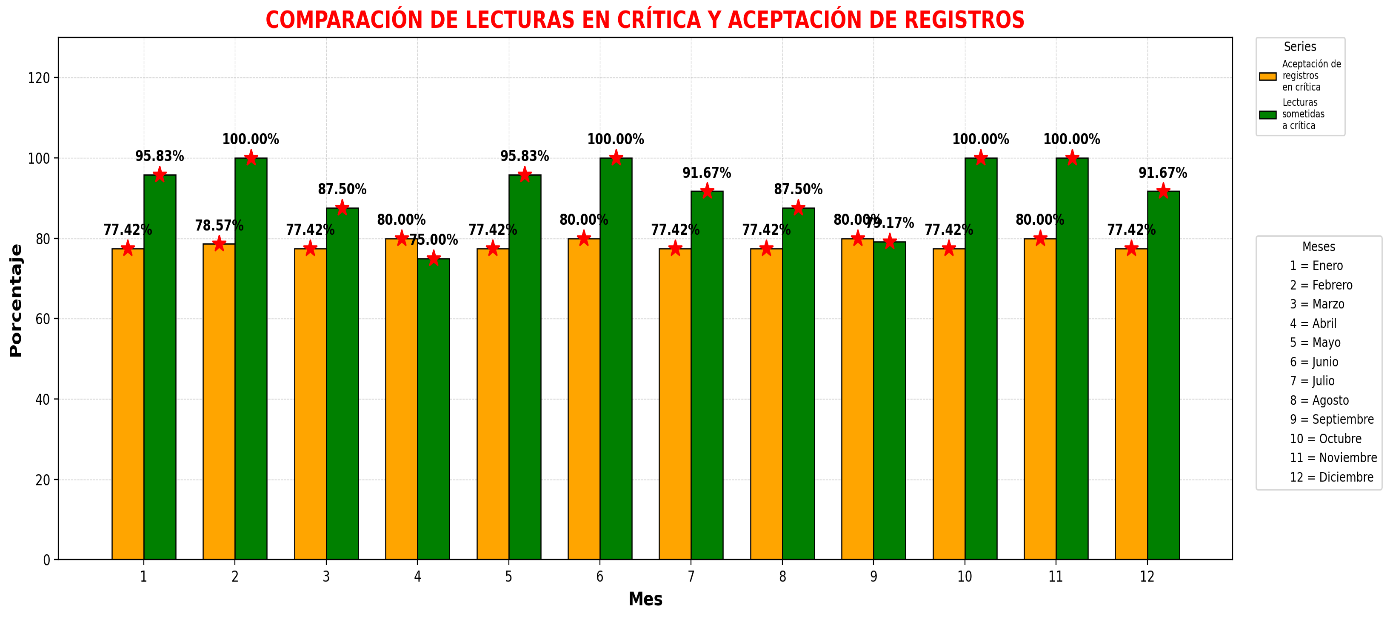 COMPARACIÓN DE LECTURAS EN CRÍTICA Y ACEPTACIÓN DE REGISTROS
Porcentaje
120
100
80
60
40
20
0
77.42%
95.83%
78.57%
100.00%
77.42%
87.50%
80.00%
75.00%
77.42%
95.83%
80.00%
100.00%
77.42%
91.67%
77.42%
87.50%
80.00%
79.17%
77.42%
100.00%
80.00%
100.00%
77.42%
91.67%
1 2 3 4 5 6 7 8 9 10 11 12
Mes
Series
Aceptación de
registros
en crítica
Lecturas
sometidas
a crítica
Meses
1 = Enero
2 = Febrero
3 = Marzo
4 = Abril
5 = Mayo
6 = Junio
7 = Julio
8 = Agosto
9 = Septiembre
10 = Octubre
11 = Noviembre
12 = Diciembre